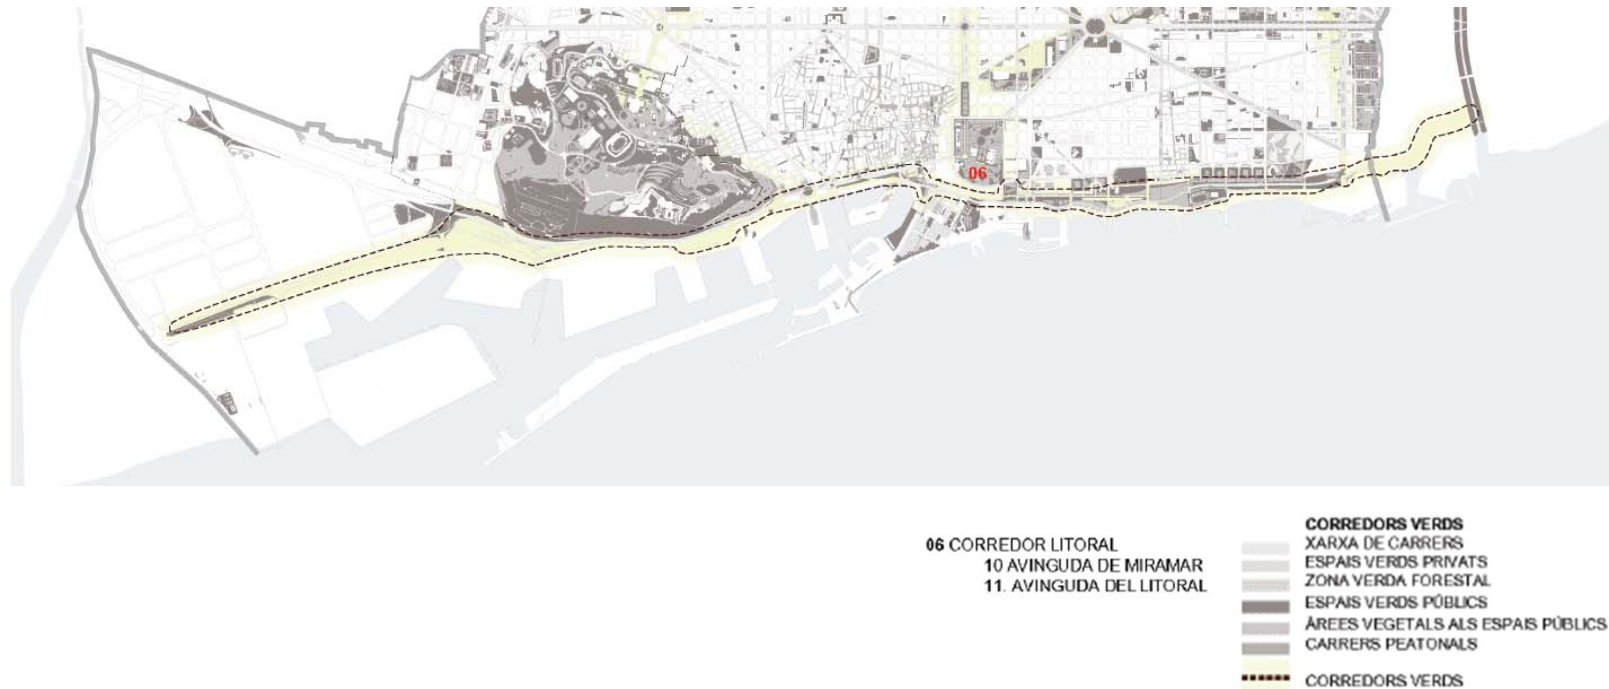 06
06 CORREDOR LITORAL
10 AVINGUDA DE MIRAMAR
11. AVINGUDA DEL LITORAL
CORREDORS VERDS
XARXA DE CARRERS
ESPAIS VERDS PRIVATS
ZONA VERDA FORESTAL
ESPAIS VERDS PÚBLICS
ÀREES VEGETALS ALS ESPAIS PÚBLICS
CARRERS PEATONALS
CORREDORS VERDS